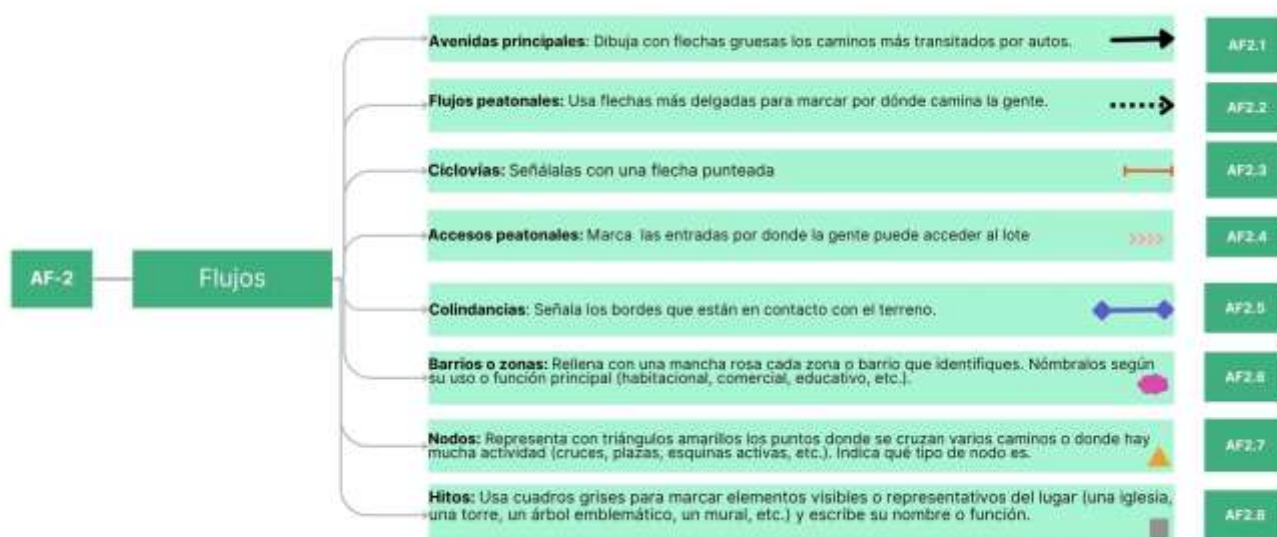 Avenidas principales: Dibuja con flechas gruesas los caminos más transitados por autos.
AF2.1
Flujos peatonales: Usa flechas más delgadas para marcar por dónde camina la gente.
AF2.2
Ciclovías: Señálalas con una flecha punteada
AF2.3
Accesos peatonales: Marca las entradas por donde la gente puede acceder al lote
AF2.4
AF-2
Flujos
Colindancias: Señala los bordes que están en contacto con el terreno.
AF2.5
Barrios o zonas: Rellena con una mancha rosa cada zona o barrio que identifiques. Nómbralos según
su uso o función principal (habitacional, comercial, educativo, etc.).
AF2.6
Nodos: Representa con triángulos amarillos los puntos donde se cruzan varios caminos o donde hay
mucha actividad (cruces, plazas, esquinas activas, etc.). Indica qué tipo de nodo es.
AF2.7
Hitos: Usa cuadros grises para marcar elementos visibles o representativos del lugar (una iglesia,
una torre, un árbol emblemático, un mural, etc.) y escribe su nombre o función.
AF2.8